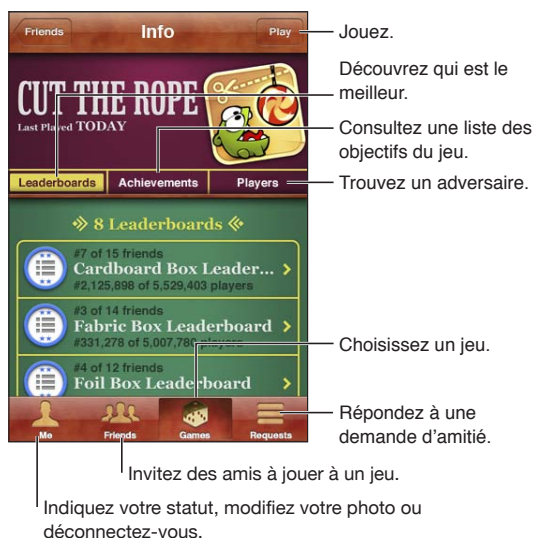 Friends
Info
Play
CUT THE ROPE
Last Played TODAY
Leaderboards
Achievements
Players
8 Leaderboards
#7 of 15 friends
Cardboard Box Leader...
#2,125,898 of 5,529,403 players
#3 of 14 friends
Fabric Box Leaderboard
#331,278 of 5,007,780 players
#4 of 12 friends
Foil Box Leaderboard
Me
Friends
Games
Requests
Jouez.
Découvrez qui est le
meilleur.
Consultez une liste des
objectifs du jeu.
Trouvez un adversaire.
Choisissez un jeu.
Répondez à une
demande d'amitié.
Invitez des amis à jouer à un jeu.
Indiquez votre statut, modifiez votre photo ou
déconnectez-vous.